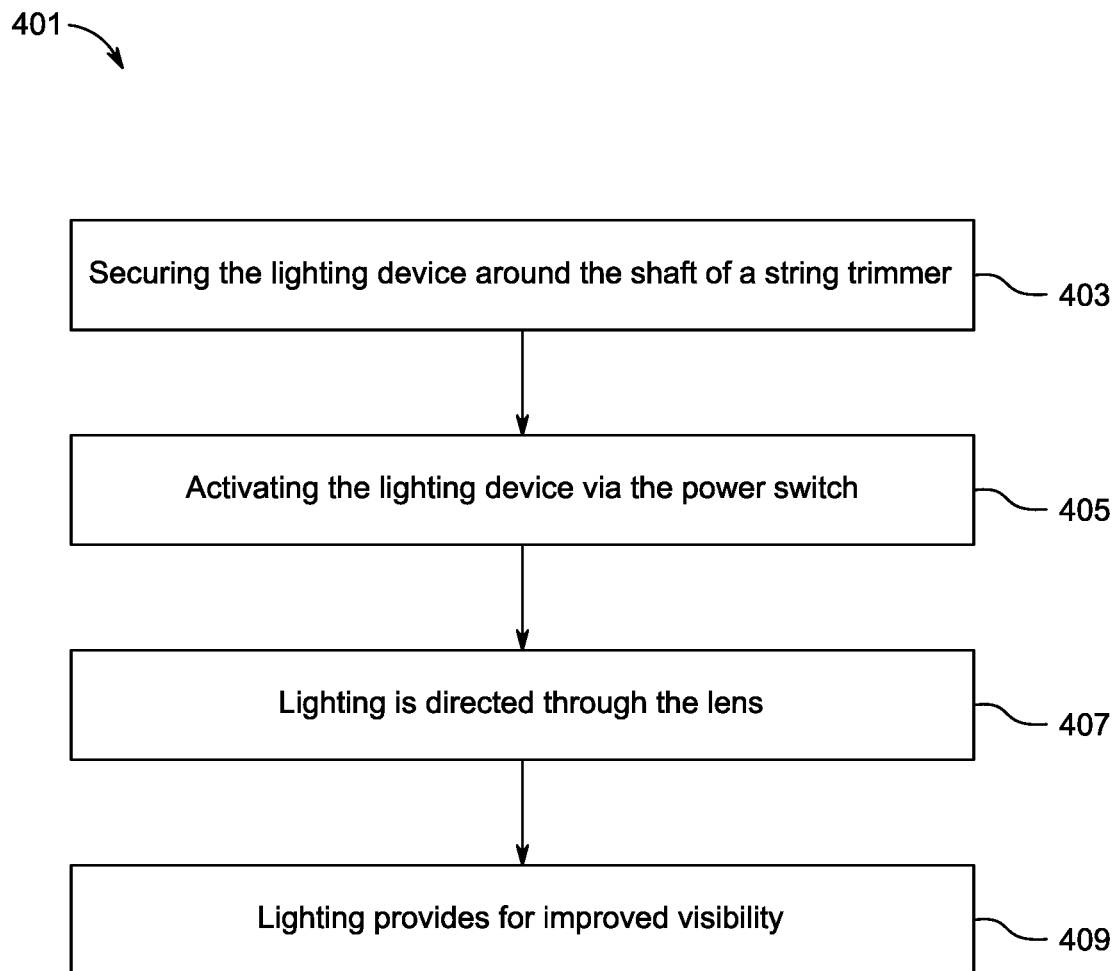 401
Securing the lighting device around the shaft of a string trimmer
403
Activating the lighting device via the power switch
405
Lighting is directed through the lens
407
Lighting provides for improved visibility
409